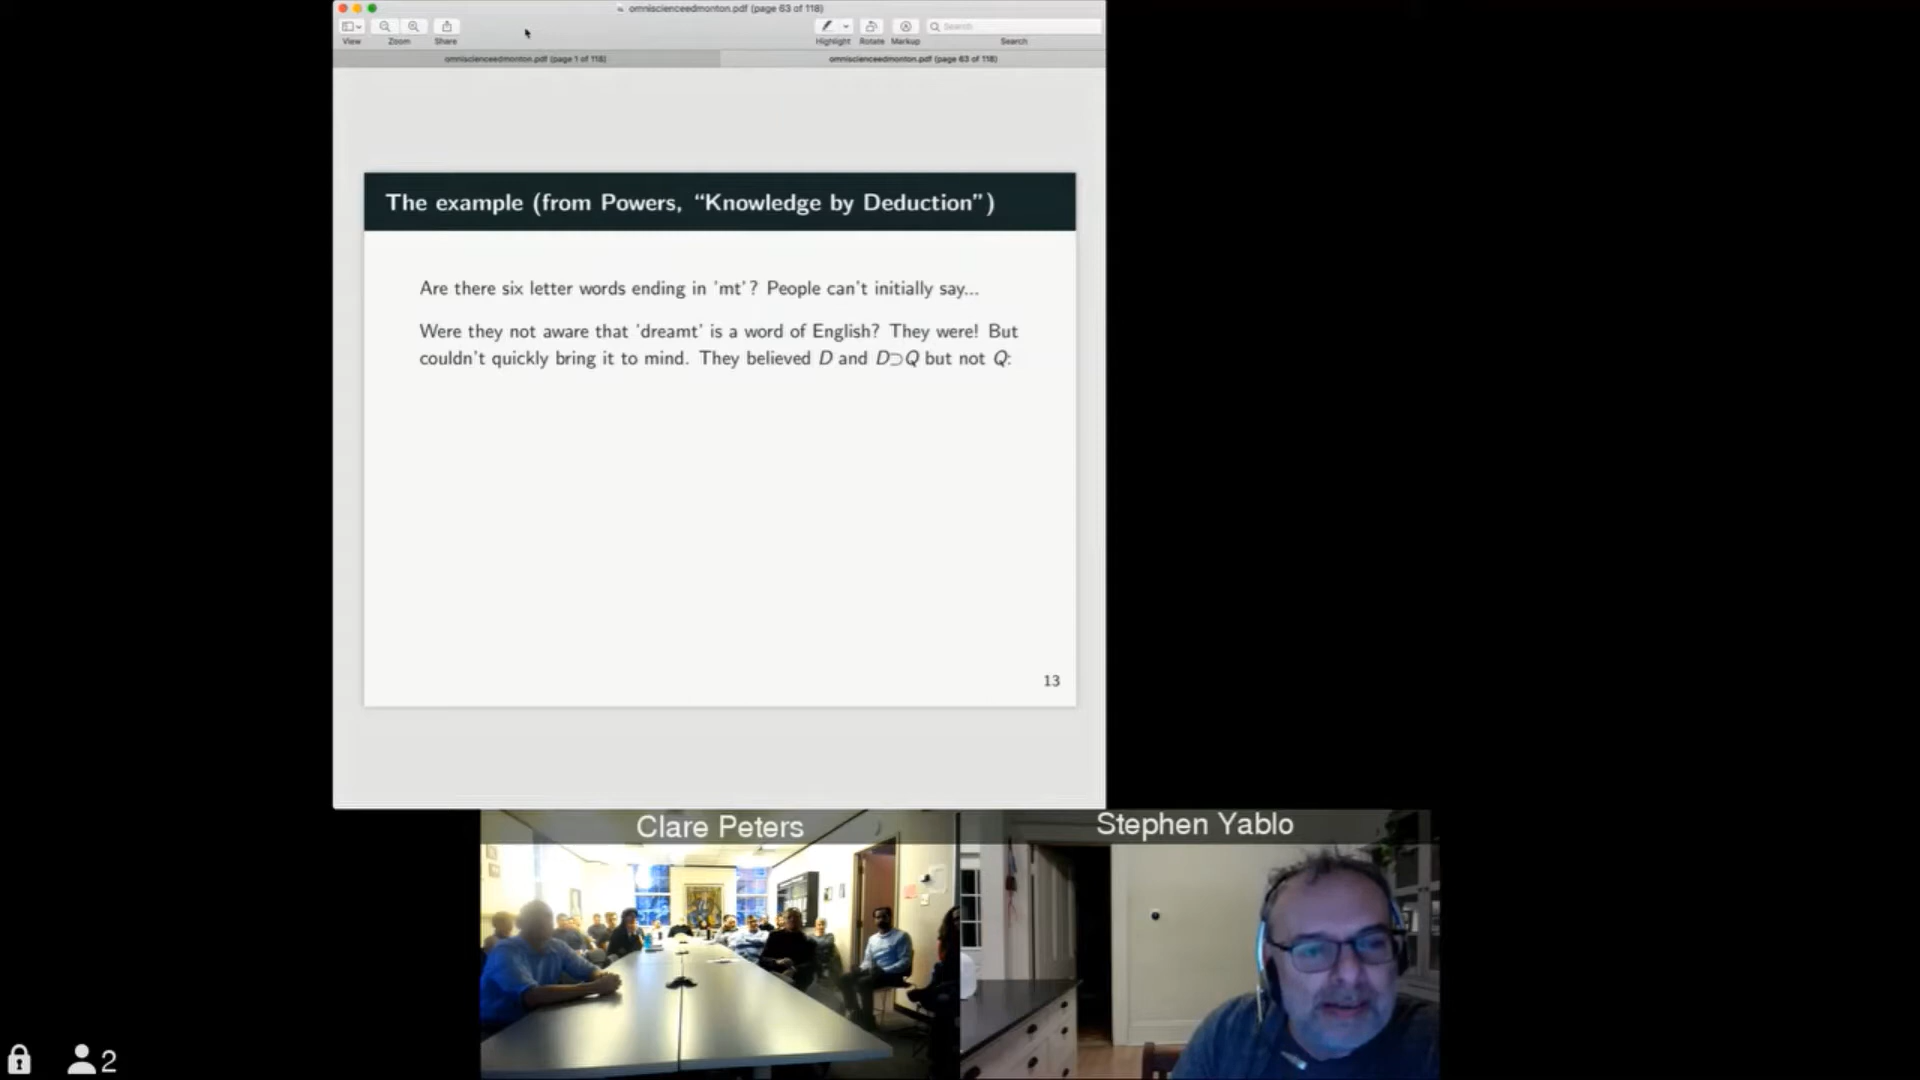 omniscienceedmonton.pdf (page 63 of 118)
View Zoom Share Highlight Rotate Markup Search
Search
omniscienceedmonton.pdf (page 1 of 118) omniscienceedmonton.pdf (page 63 of 118)
The example (from Powers, “Knowledge by Deduction”)
Are there six letter words ending in 'mt'? People can't initially say...
Were they not aware that 'dreamt' is a word of English? They were! But
couldn't quickly bring it to mind. They believed D and D⊃Q but not Q:
13
Clare Peters
Stephen Yablo
2